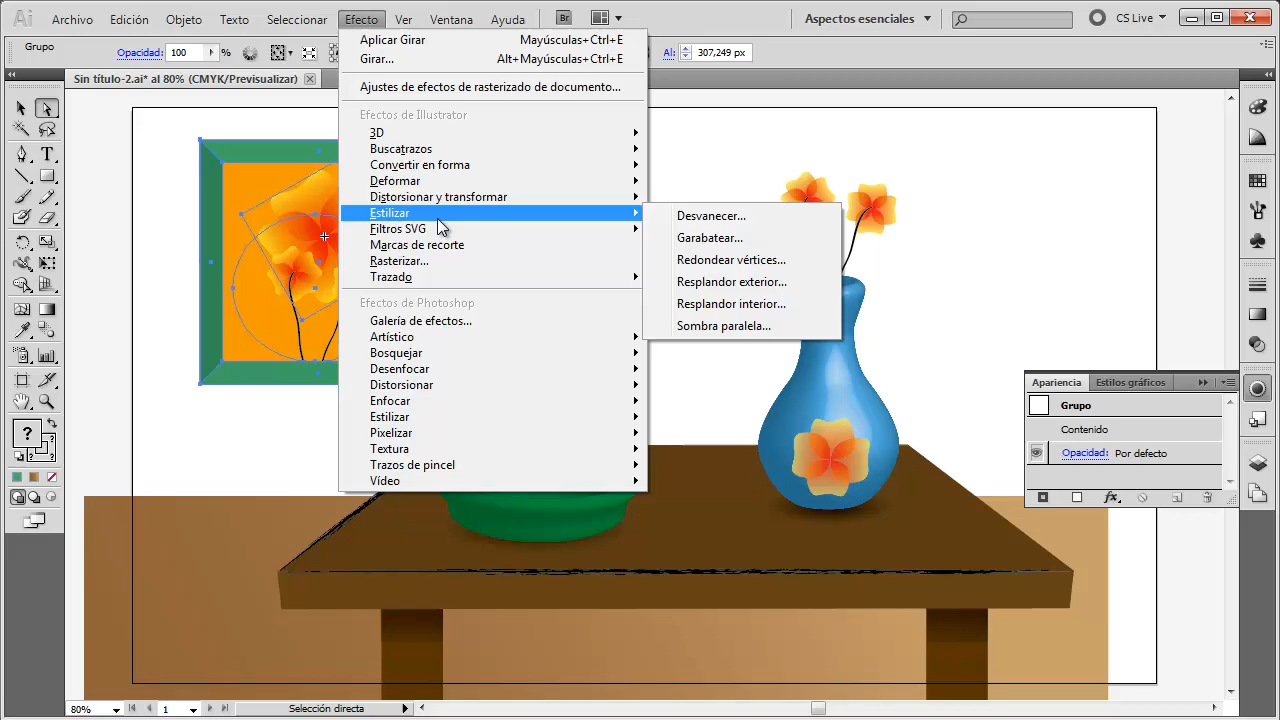 Ai Archivo Edición Objeto Texto Seleccionar Efecto Ver Ventana Ayuda Br Aspectos esenciales CS Live
Grupo Opacidad: 100 % Al: 307,249 px
Sin título-2.ai* al 80% (CMYK/Previsualizar)
Aplicar Girar Mayúsculas+Ctrl+E
Girar... Alt+Mayúsculas+Ctrl+E
Ajustes de efectos de rasterizado de documento...
Efectos de Illustrator
3D
Buscatrazos
Convertir en forma
Deformar
Distorsionar y transformar
Estilizar
Filtros SVG
Marcas de recorte
Rasterizar...
Trazado
Efectos de Photoshop
Galería de efectos...
Artístico
Bosquejar
Desenfocar
Distorsionar
Enfocar
Estilizar
Pixelizar
Textura
Trazos de pincel
Vídeo
Desvanecer...
Garabatear...
Redondear vértices...
Resplandor exterior...
Resplandor interior...
Sombra paralela...
Apariencia Estilos gráficos
Grupo
Contenido
Opacidad: Por defecto
fx
T
?
80% 1 Selección directa